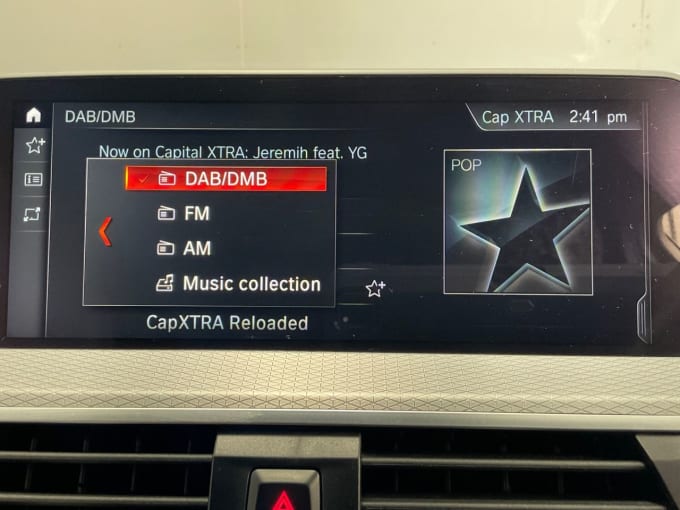 DAB/DMB
Cap XTRA 2:41 pm
Now on Capital XTRA: Jeremih feat. YG
POP
DAB/DMB
FM
AM
Music collection
CapXTRA Reloaded